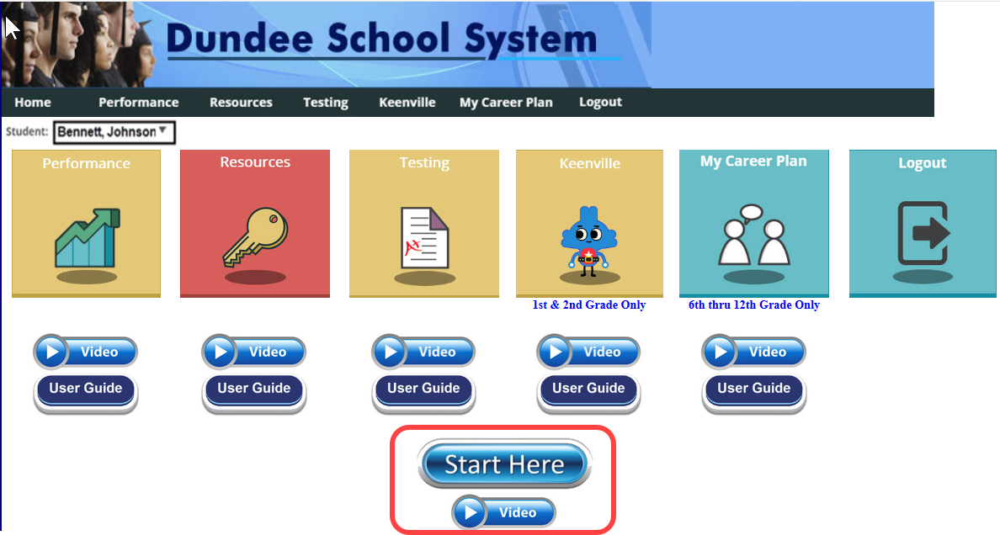 Dundee School System
Home Performance Resources Testing Keenville My Career Plan Logout
Student: Bennett, Johnson
Performance Resources Testing Keenville My Career Plan Logout
A+
1st & 2nd Grade Only 6th thru 12th Grade Only
Video Video Video Video Video
User Guide User Guide User Guide User Guide User Guide
Start Here
Video